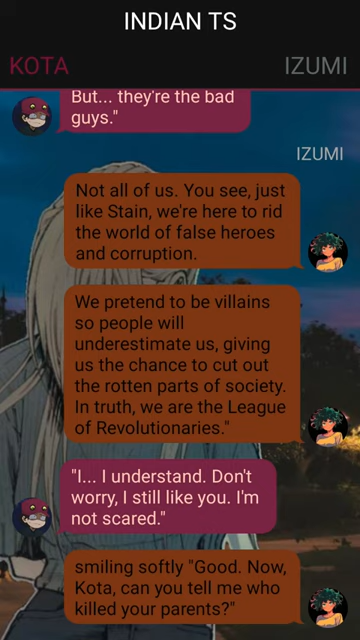 INDIAN TS
KOTA
IZUMI
But... they're the bad
guys."
IZUMI
Not all of us. You see, just
like Stain, we're here to rid
the world of false heroes
and corruption.
We pretend to be villains
so people will
underestimate us, giving
us the chance to cut out
the rotten parts of society.
In truth, we are the League
of Revolutionaries."
"I... I understand. Don't
worry, I still like you. I'm
not scared."
smiling softly "Good. Now,
Kota, can you tell me who
killed your parents?"